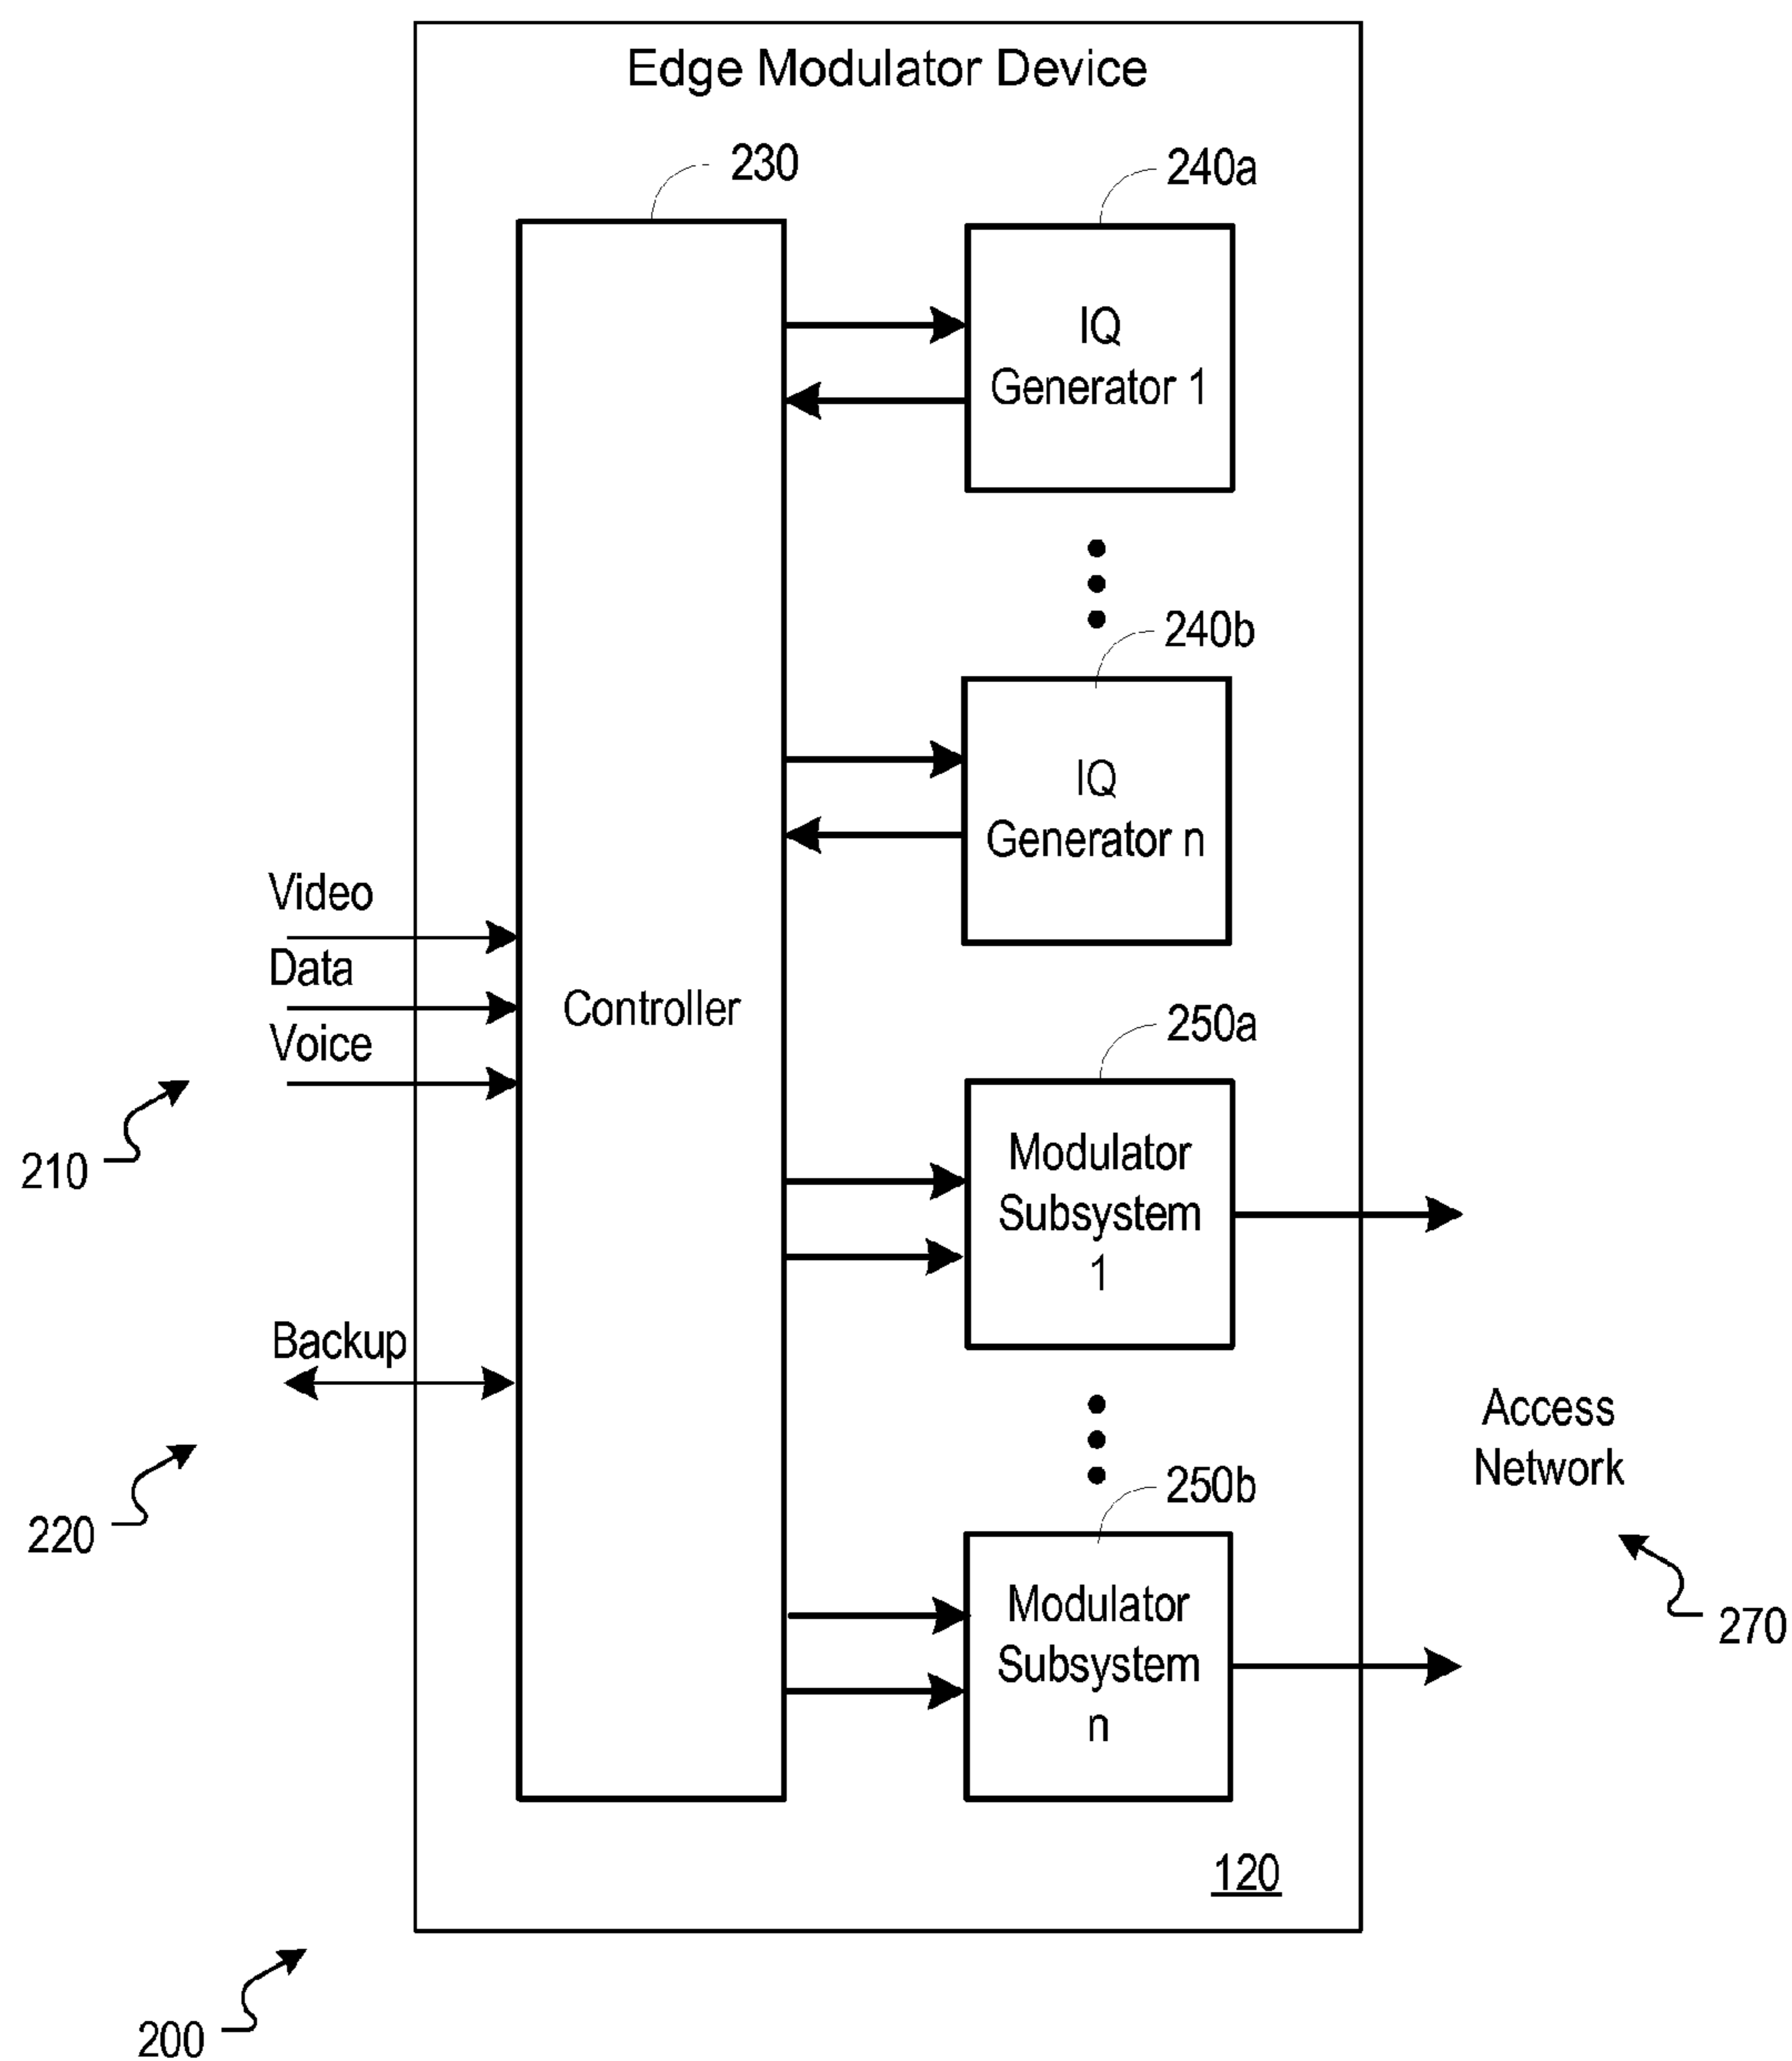 Edge Modulator Device
230
240a
IQ
Generator 1
240b
IQ
Generator n
Video
Data
Voice
Controller
210
250a
Modulator
Subsystem
1
Backup
220
Access
Network
270
250b
Modulator
Subsystem
n
120
200